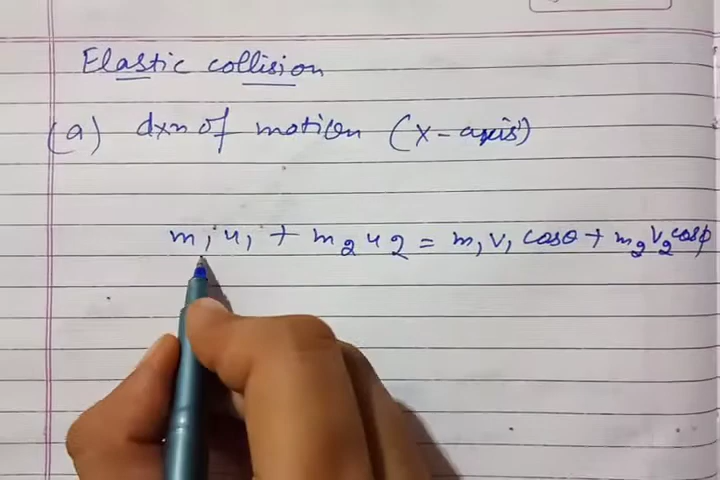 Elastic collision
(a) dxn of motion (x-axis)
m₁u₁ + m₂u₂ = m₁v₁ cosθ + m₂v₂cosφ